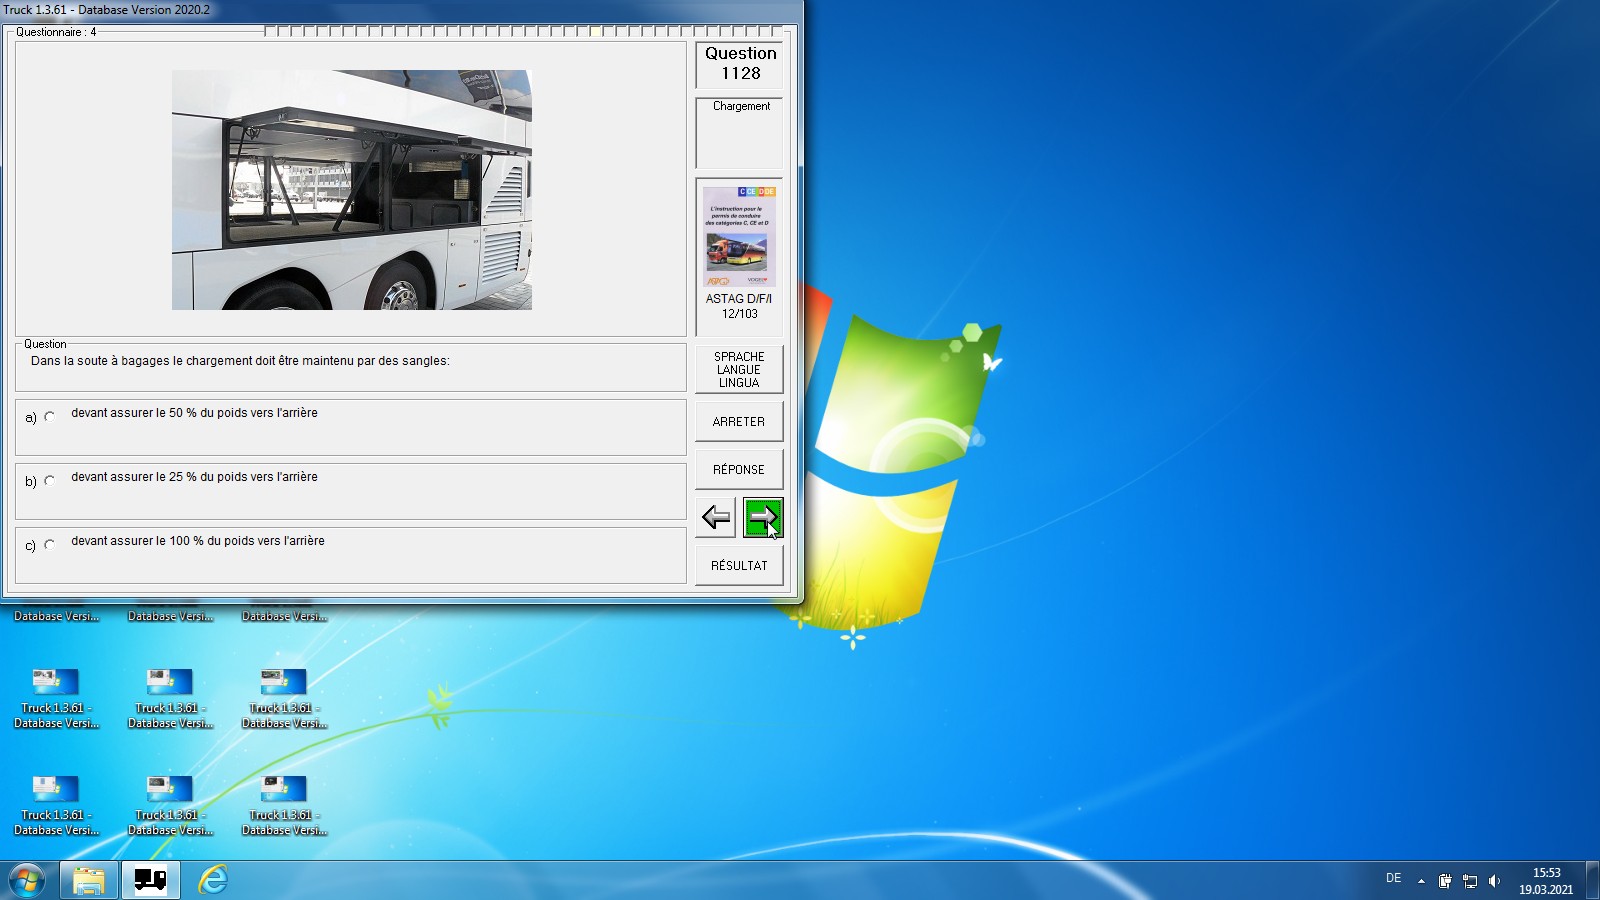 Truck 1.3.61 - Database Version 2020.2
Questionnaire : 4
Question
1128
Chargement
C CE D DE
L'instruction pour le
permis de conduire
des catégories C, CE et D
ASTAG D/F/I
12/103
Question
Dans la soute à bagages le chargement doit être maintenu par des sangles:
SPRACHE
LANGUE
LINGUA
a) devant assurer le 50 % du poids vers l'arrière
ARRETER
b) devant assurer le 25 % du poids vers l'arrière
RÉPONSE
c) devant assurer le 100 % du poids vers l'arrière
RÉSULTAT
Database Versi... Database Versi... Database Versi...
Truck 1.3.61 - Truck 1.3.61 - Truck 1.3.61 -
Database Versi... Database Versi... Database Versi...
Truck 1.3.61 - Truck 1.3.61 - Truck 1.3.61 -
Database Versi... Database Versi... Database Versi...
DE
15:53
19.03.2021